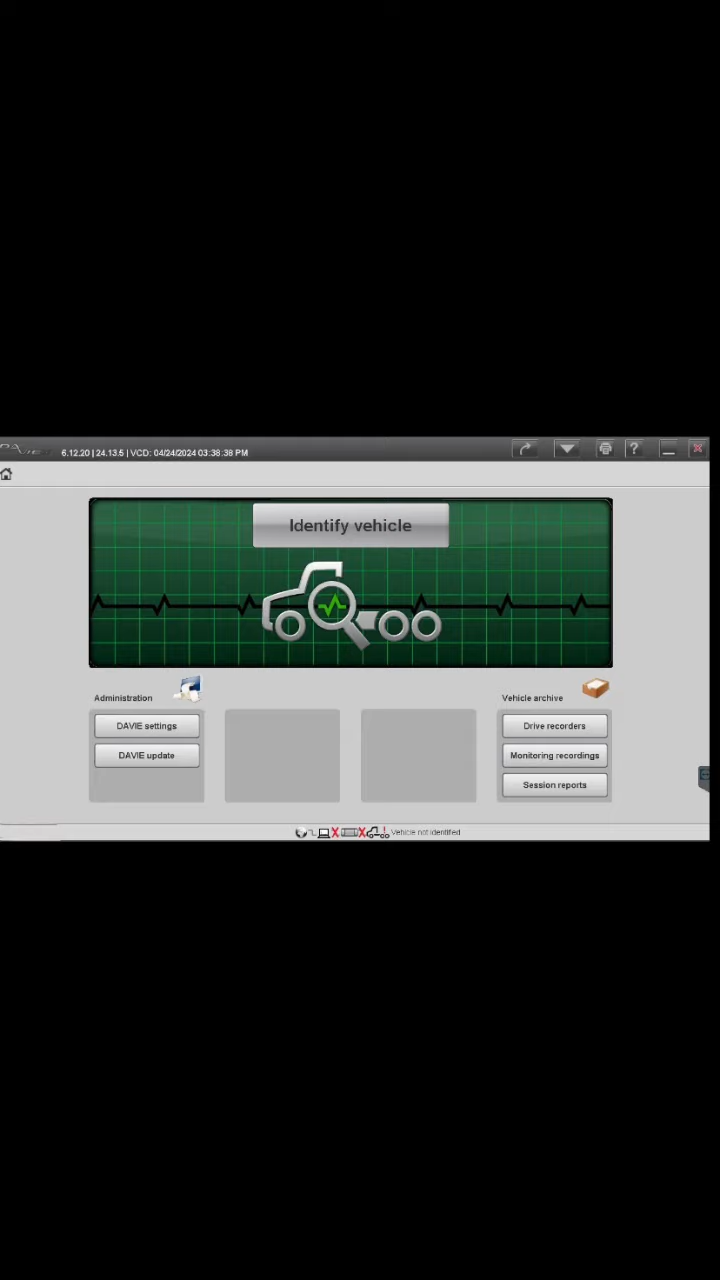 DAVIE
6.12.20 | 24.13.5 | VCD: 04/24/2024 03:38:38 PM
?
Identify vehicle
Administration
Vehicle archive
DAVIE settings
Drive recorders
DAVIE update
Monitoring recordings
Session reports
Vehicle not identified